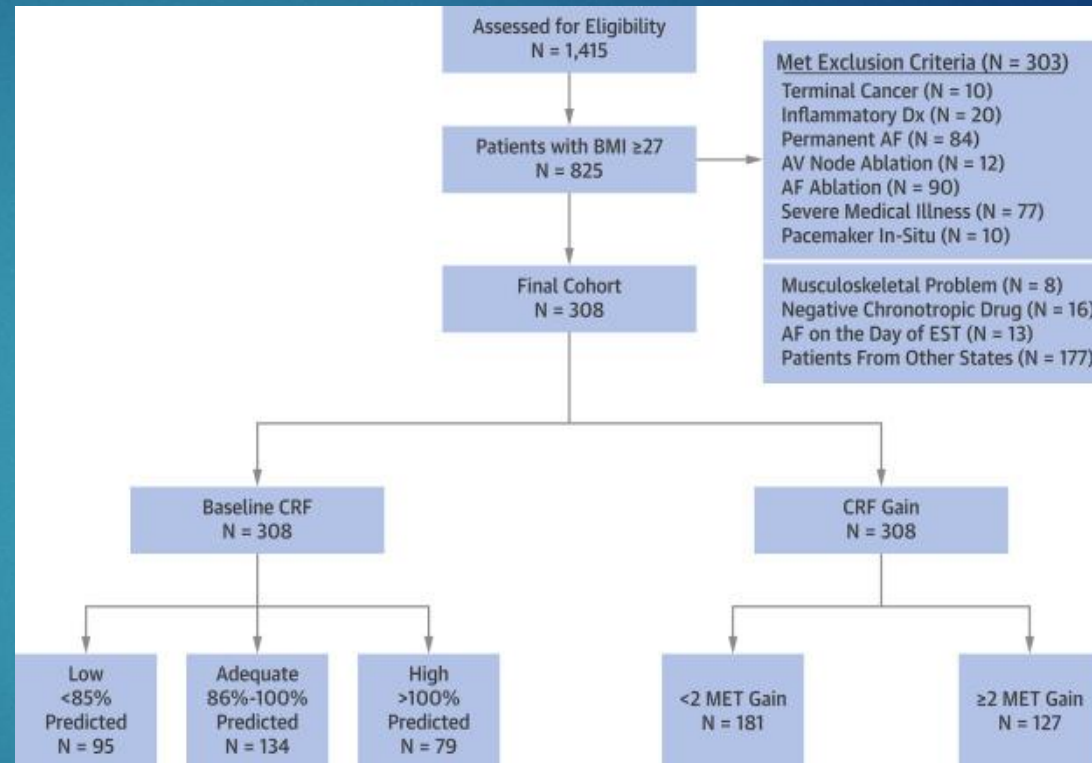 Assessed for Eligibility
N = 1,415
Patients with BMI ≥27
N = 825
Met Exclusion Criteria (N = 303)
Terminal Cancer (N = 10)
Inflammatory Dx (N = 20)
Permanent AF (N = 84)
AV Node Ablation (N = 12)
AF Ablation (N = 90)
Severe Medical Illness (N = 77)
Pacemaker In-Situ (N = 10)
Musculoskeletal Problem (N = 8)
Negative Chronotropic Drug (N = 16)
AF on the Day of EST (N = 13)
Patients From Other States (N = 177)
Final Cohort
N = 308
Baseline CRF
N = 308
CRF Gain
N = 308
Low
<85%
Predicted
N = 95
Adequate
86%-100%
Predicted
N = 134
High
>100%
Predicted
N = 79
<2 MET Gain
N = 181
≥2 MET Gain
N = 127